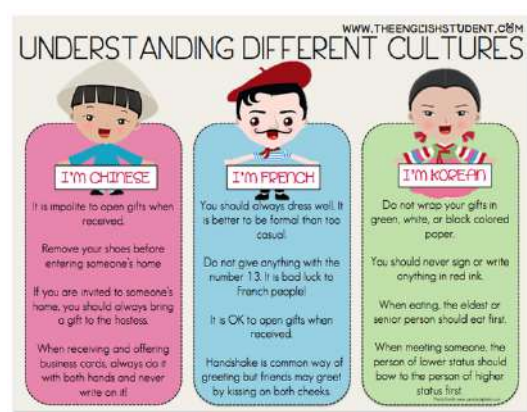 WWW.THEENGLISHSTUDENT.COM
UNDERSTANDING DIFFERENT CULTURES
I'M CHINESE
It is impolite to open gifts when
received.
Remove your shoes before
entering someone's home
If you are invited to someone's
home, you should always bring
a gift to the hostess.
When receiving and offering
business cards, always do it
with both hands and never
write on it!
I'M FRENCH
You should always dress well. It
is better to be formal than too
casual.
Do not give anything with the
number 13. It is bad luck to
French people!
It is OK to open gifts when
received.
Handshake is common way of
greeting but friends may greet
by kissing on both cheeks.
I'M KOREAN
Do not wrap your gifts in
green, white, or black colored
paper.
You should never sign or write
anything in red ink.
When eating, the eldest or
senior person should eat first.
When meeting someone, the
person of lower status should
bow to the person of higher
status first.